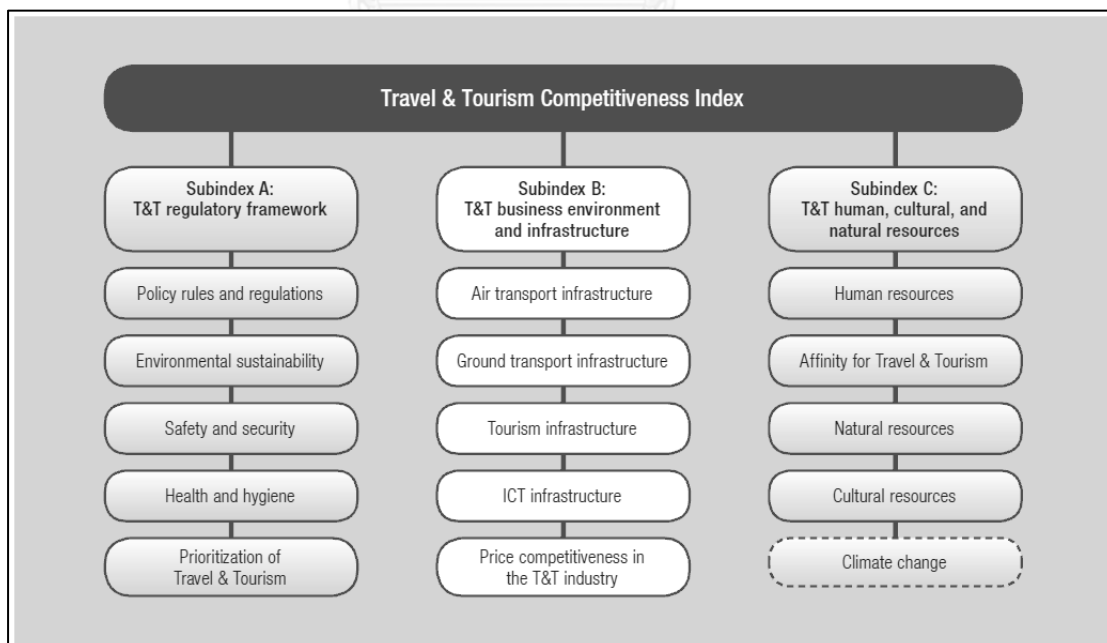 Travel & Tourism Competitiveness Index
Subindex A:
T&T regulatory framework
Policy rules and regulations
Environmental sustainability
Safety and security
Health and hygiene
Prioritization of
Travel & Tourism
Subindex B:
T&T business environment
and infrastructure
Air transport infrastructure
Ground transport infrastructure
Tourism infrastructure
ICT infrastructure
Price competitiveness in
the T&T industry
Subindex C:
T&T human, cultural, and
natural resources
Human resources
Affinity for Travel & Tourism
Natural resources
Cultural resources
Climate change